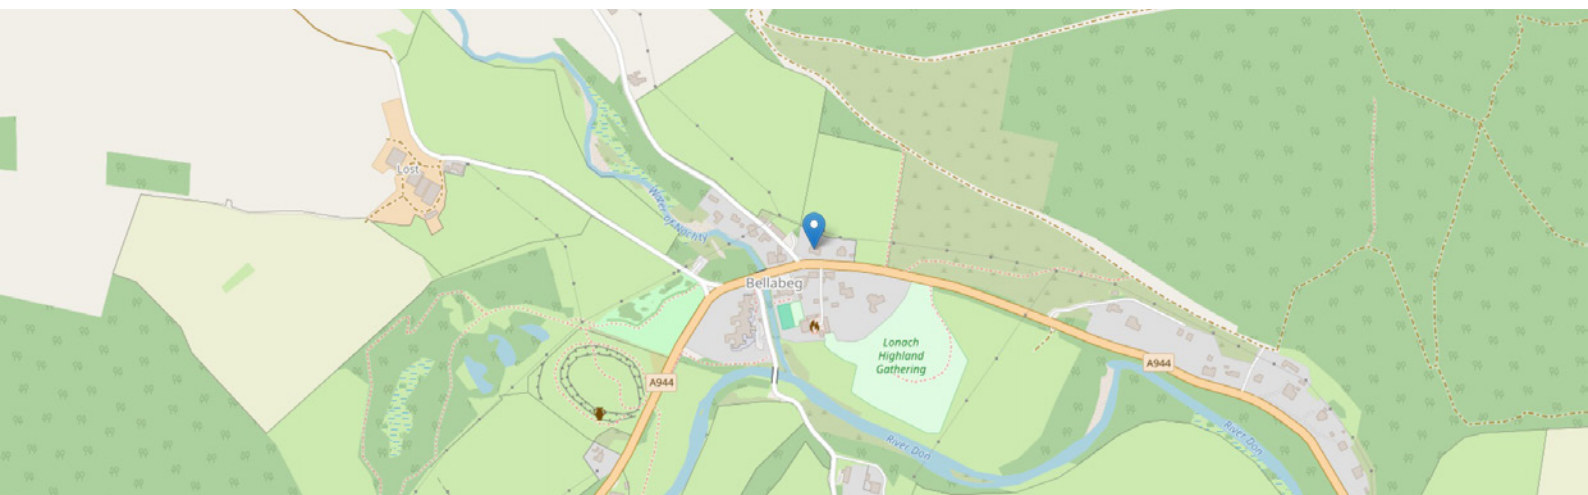 Lost
Water of Nochty
Bellabeg
Lonach
Highland
Gathering
A944
A944
River Don
River Don